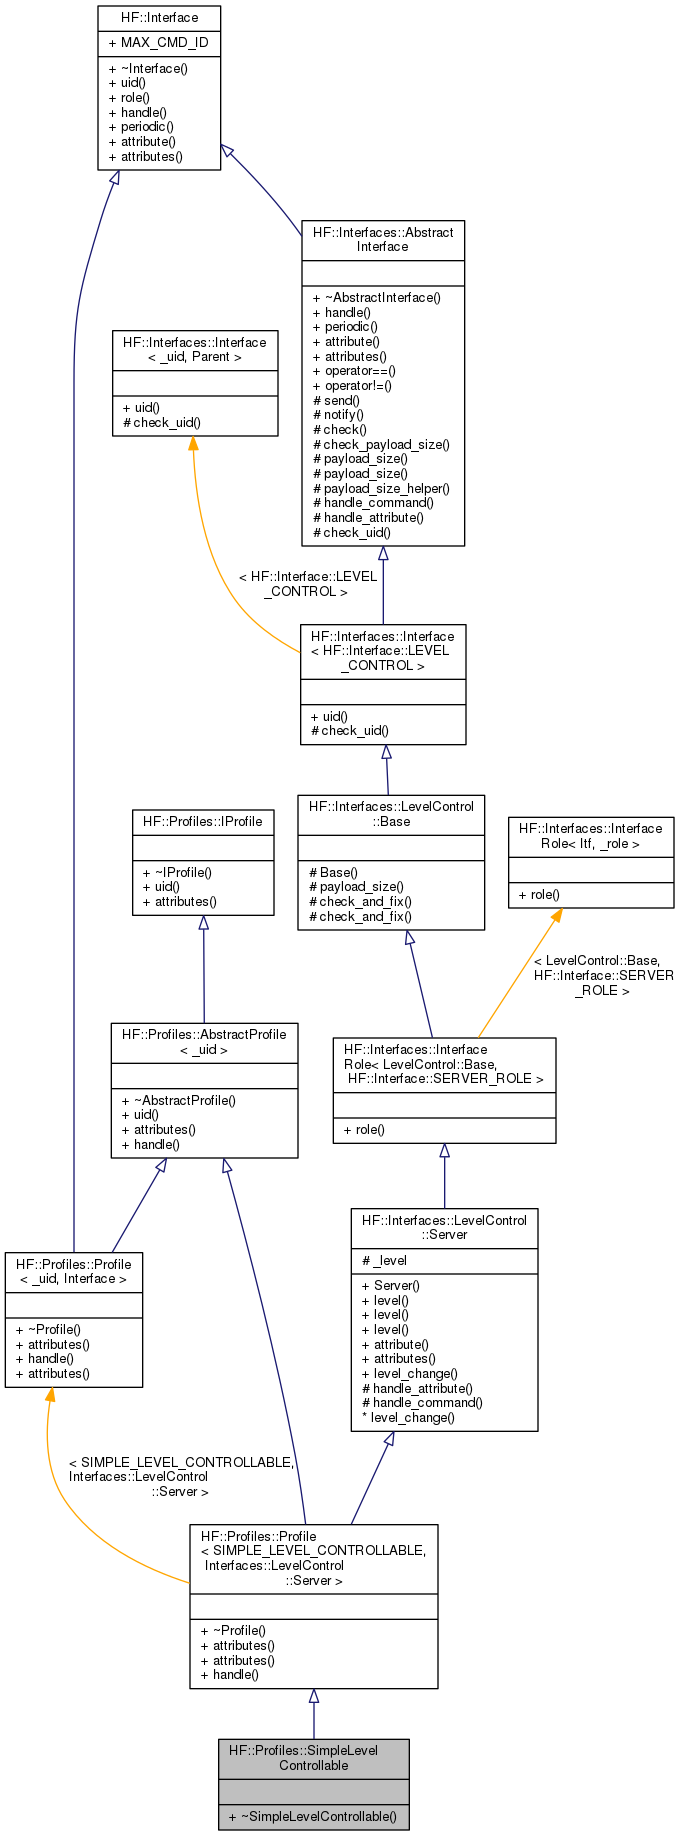 HF::Interface
+ MAX_CMD_ID
+ ~Interface()
+ uid()
+ role()
+ handle()
+ periodic()
+ attribute()
+ attributes()
HF::Interfaces::Abstract
Interface
+ ~AbstractInterface()
+ handle()
+ periodic()
+ attribute()
+ attributes()
+ operator==()
+ operator!=()
# send()
# notify()
# check()
# check_payload_size()
# payload_size()
# payload_size()
# payload_size_helper()
# handle_command()
# handle_attribute()
# check_uid()
HF::Interfaces::Interface
< _uid, Parent >
+ uid()
# check_uid()
< HF::Interface::LEVEL
_CONTROL >
HF::Interfaces::Interface
< HF::Interface::LEVEL
_CONTROL >
+ uid()
# check_uid()
HF::Profiles::IProfile
+ ~IProfile()
+ uid()
+ attributes()
HF::Interfaces::LevelControl
::Base
# Base()
# payload_size()
# check_and_fix()
# check_and_fix()
HF::Interfaces::Interface
Role< Itf, _role >
+ role()
< LevelControl::Base,
HF::Interface::SERVER
_ROLE >
HF::Profiles::AbstractProfile
< _uid >
+ ~AbstractProfile()
+ uid()
+ attributes()
+ handle()
HF::Interfaces::Interface
Role< LevelControl::Base,
HF::Interface::SERVER_ROLE >
+ role()
HF::Interfaces::LevelControl
::Server
# _level
+ Server()
+ level()
+ level()
+ level()
+ attribute()
+ attributes()
+ level_change()
# handle_attribute()
# handle_command()
* level_change()
HF::Profiles::Profile
< _uid, Interface >
+ ~Profile()
+ attributes()
+ handle()
+ attributes()
< SIMPLE_LEVEL_CONTROLLABLE,
Interfaces::LevelControl
::Server >
HF::Profiles::Profile
< SIMPLE_LEVEL_CONTROLLABLE,
Interfaces::LevelControl
::Server >
+ ~Profile()
+ attributes()
+ attributes()
+ handle()
HF::Profiles::SimpleLevel
Controllable
+ ~SimpleLevelControllable()